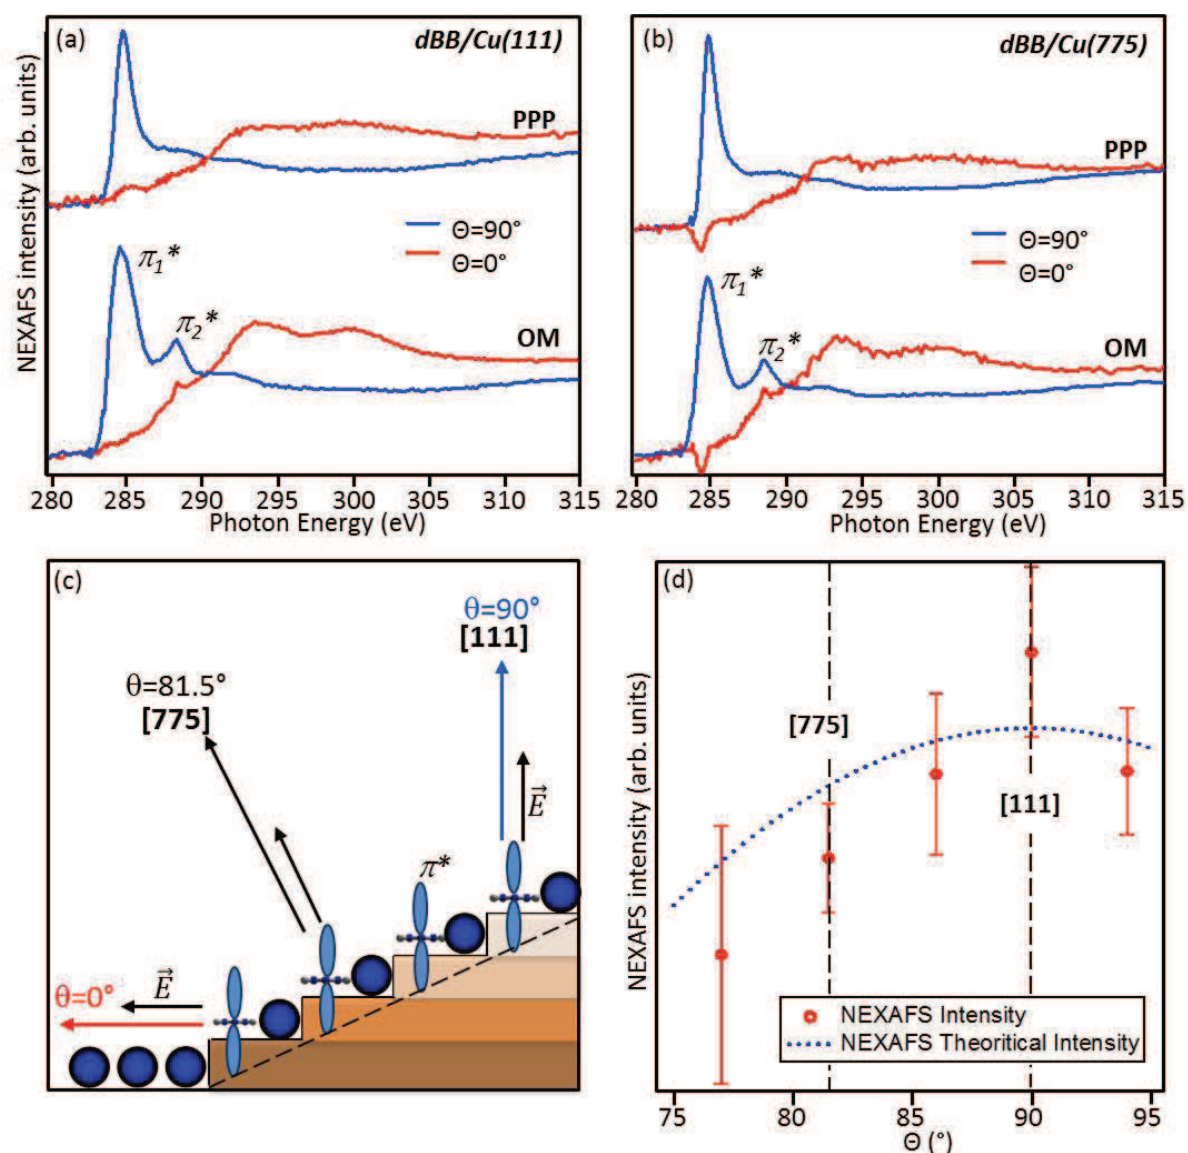 (a)
dBB/Cu(111)
NEXAFS intensity (arb. units)
PPP
Θ=90°
Θ=0°
π₁*
π₂*
OM
280 285 290 295 300 305 310 315
Photon Energy (eV)
(b)
dBB/Cu(775)
PPP
Θ=90°
Θ=0°
π₁*
π₂*
OM
280 285 290 295 300 305 310 315
Photon Energy (eV)
(c)
θ=90°
[111]
θ=81.5°
[775]
E⃗
π*
θ=0°
E⃗
(d)
NEXAFS intensity (arb. units)
[775]
[111]
NEXAFS Intensity
NEXAFS Theoritical Intensity
75 80 85 90 95
Θ (°)